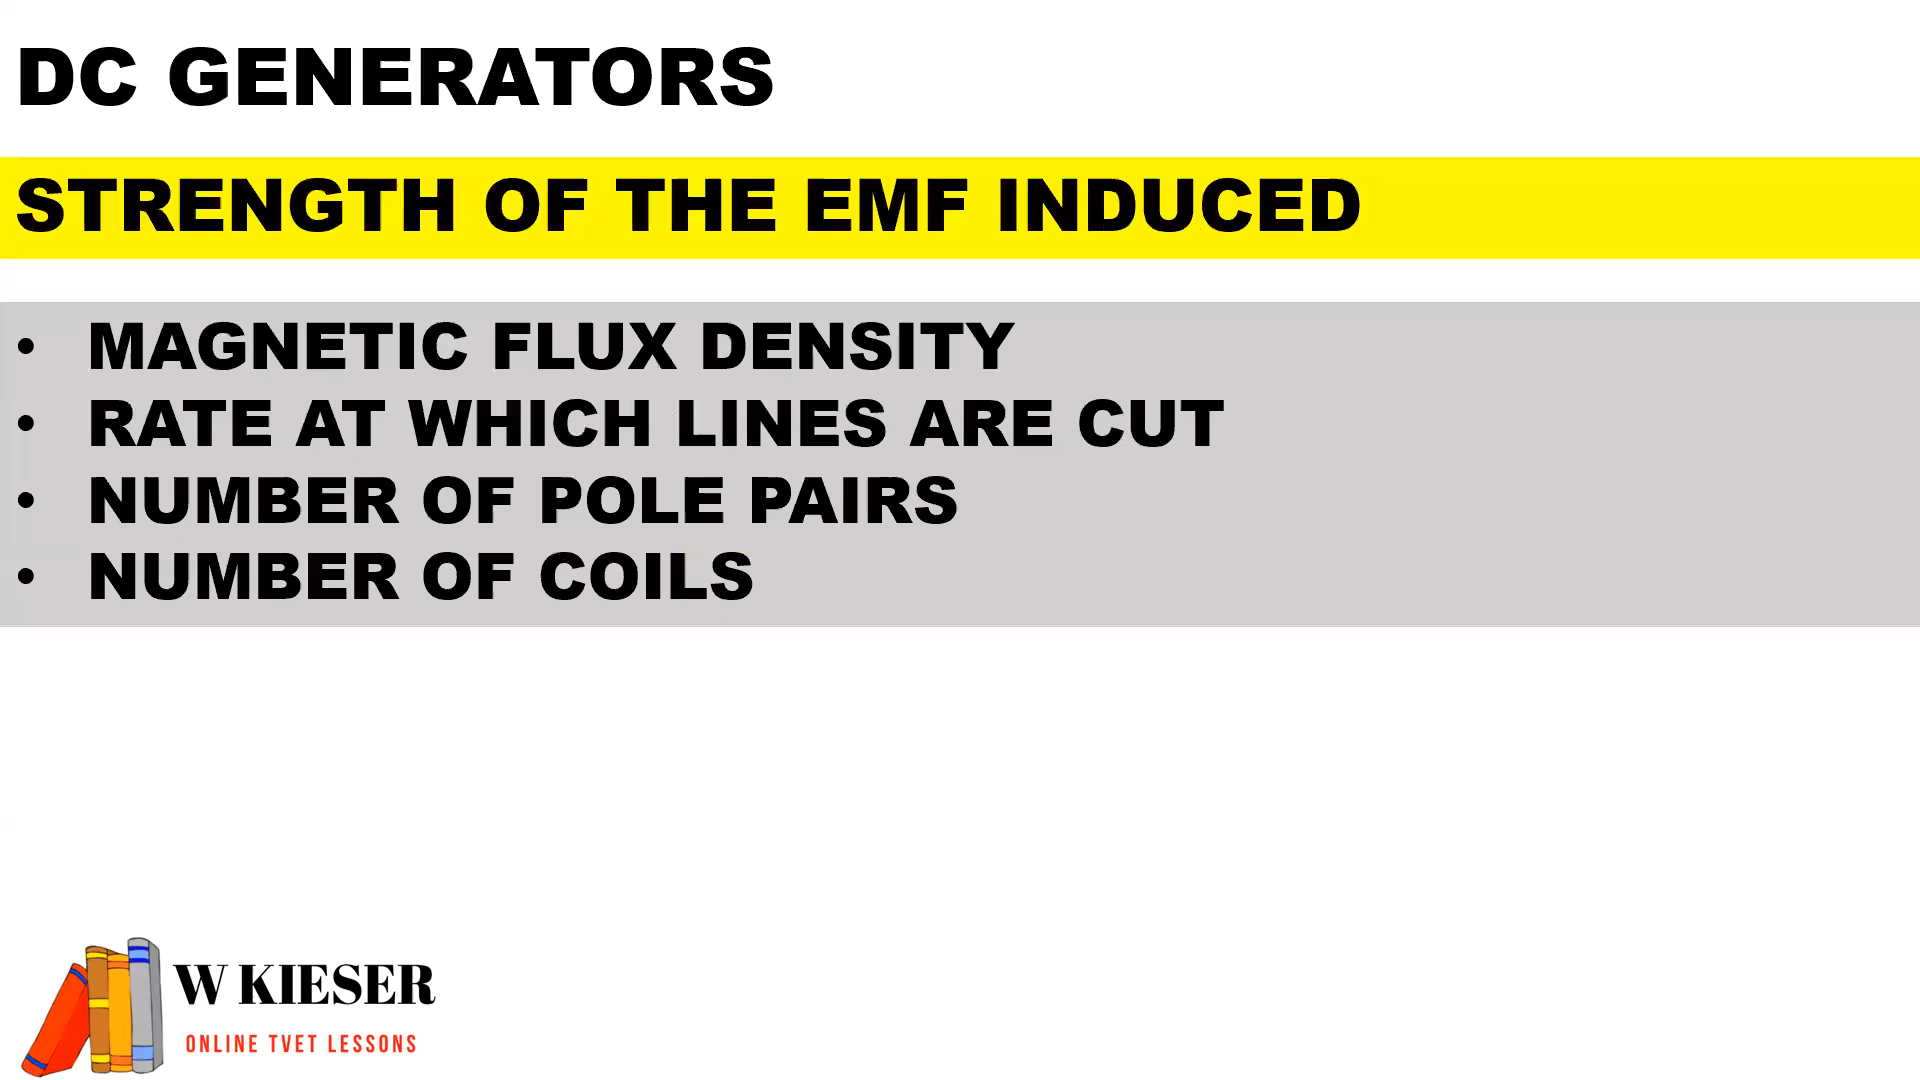 DC GENERATORS
STRENGTH OF THE EMF INDUCED
• MAGNETIC FLUX DENSITY
• RATE AT WHICH LINES ARE CUT
• NUMBER OF POLE PAIRS
• NUMBER OF COILS
W KIESER
ONLINE TVET LESSONS